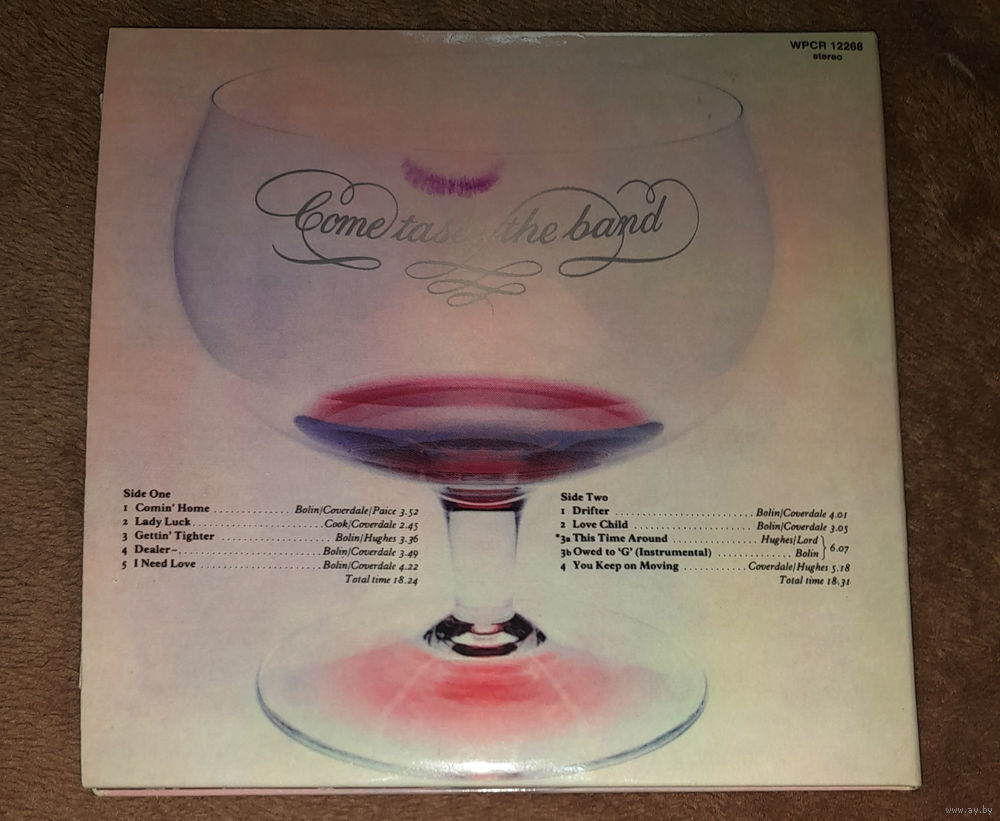 WPCR 12268
stereo
Come taste the band
Side One
1 Comin' Home .............. Bolin/Coverdale/Paice 3.52
2 Lady Luck ....................... Cook/Coverdale 2.45
3 Gettin' Tighter ..................... Bolin/Hughes 3.36
4 Dealer ........................... Bolin/Coverdale 3.49
5 I Need Love ..................... Bolin/Coverdale 4.22
Total time 18.24
Side Two
1 Drifter ........................... Bolin/Coverdale 4.01
2 Love Child ...................... Bolin/Coverdale 3.05
*3a This Time Around ................. Hughes/Lord
3b Owed to 'G' (Instrumental) .............. Bolin } 6.07
4 You Keep on Moving ........... Coverdale/Hughes 5.18
Total time 18.31
www.ay.by